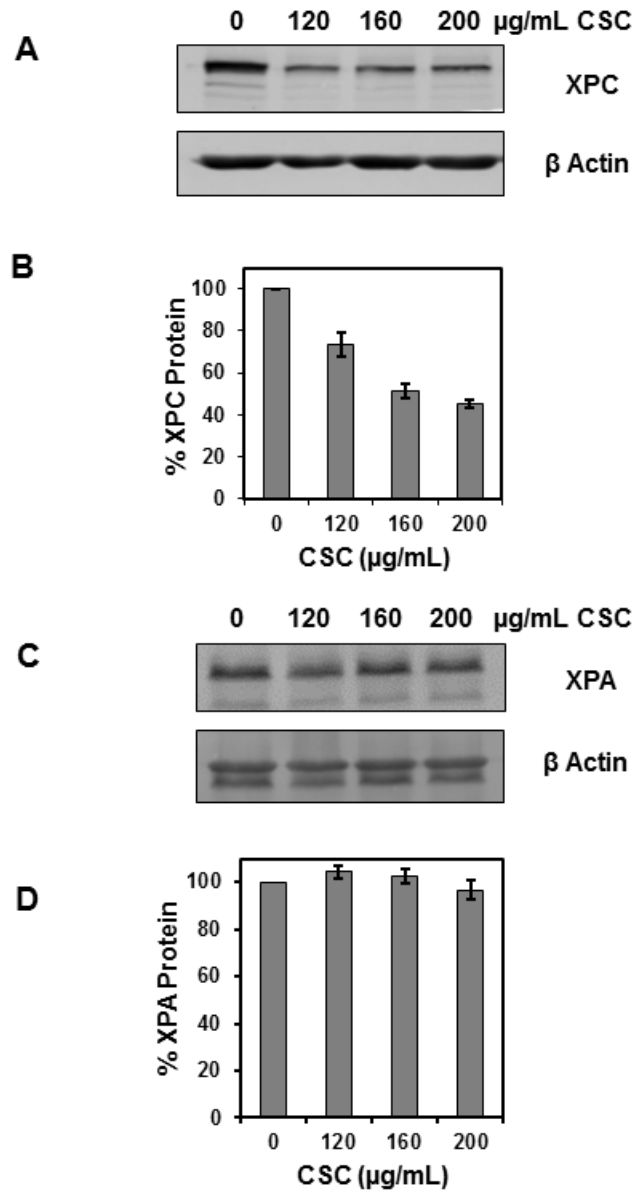 0 120 160 200 µg/mL CSC
A
XPC
β Actin
B
% XPC Protein
100
80
60
40
20
0
0 120 160 200
CSC (µg/mL)
0 120 160 200 µg/mL CSC
C
XPA
β Actin
D
% XPA Protein
100
80
60
40
20
0
0 120 160 200
CSC (µg/mL)